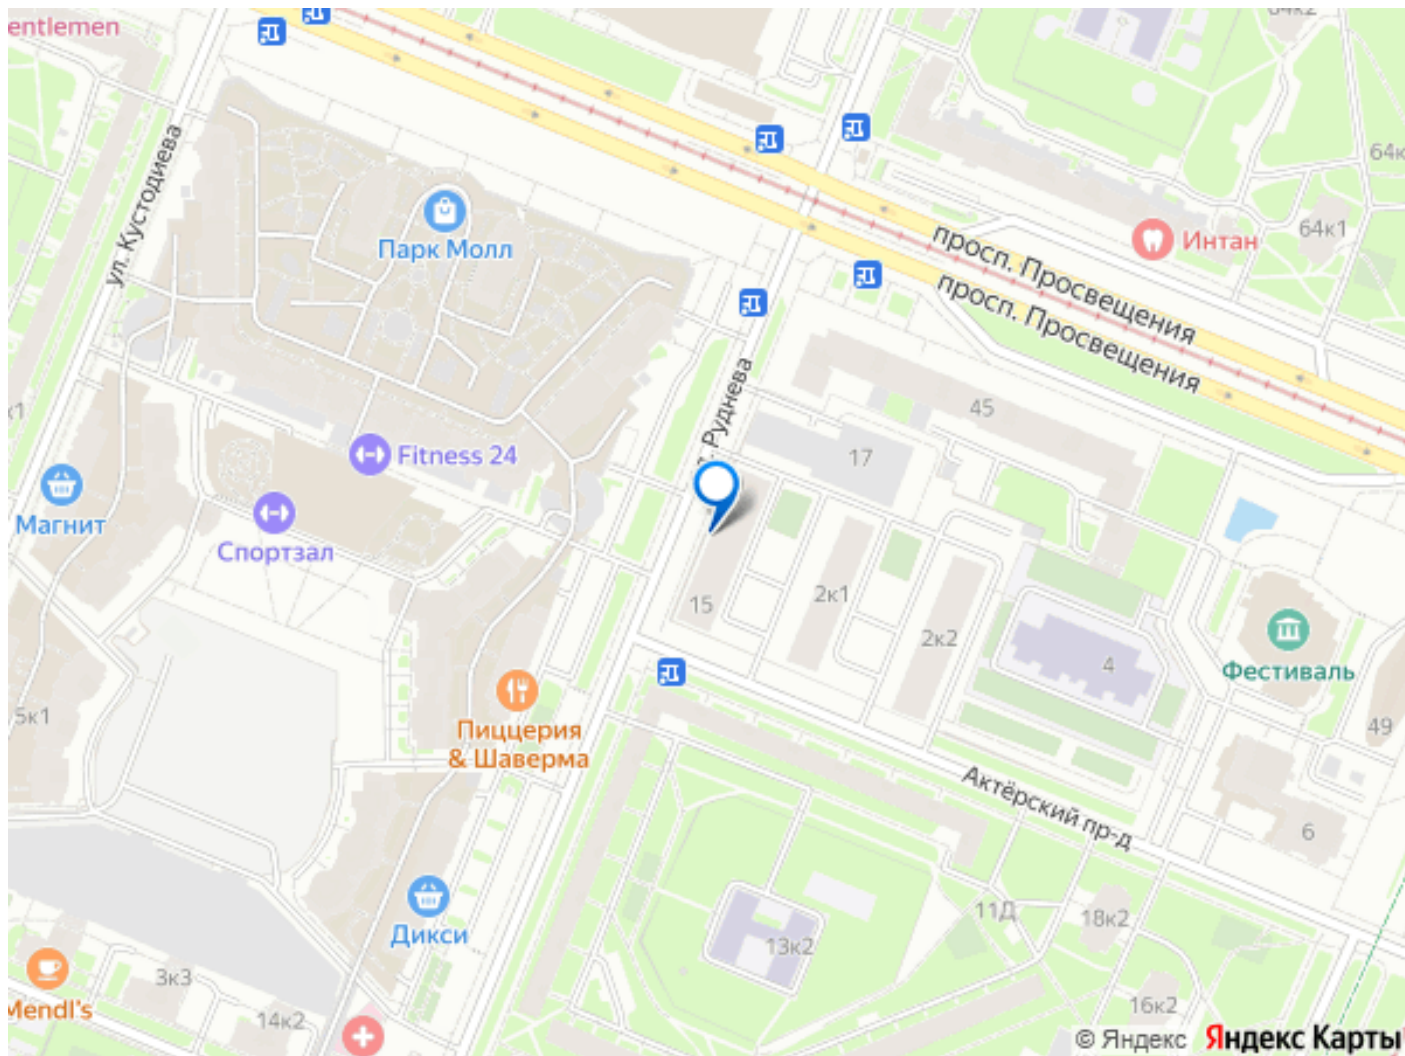 entlemen
64к2
ул. Кустодиева
64к
Парк Молл
Интан
64к1
просп. Просвещения
просп. Просвещения
Руднева
45
к1
17
Fitness 24
Магнит
Спортзал
15
2к1
2к2
4
Фестиваль
5к1
49
Пиццерия
& Шаверма
Актёрский пр-д
6
Дикси
11Д
18к2
13к2
3к3
Mendl's
14к2
16к2
© Яндекс Яндекс Карты